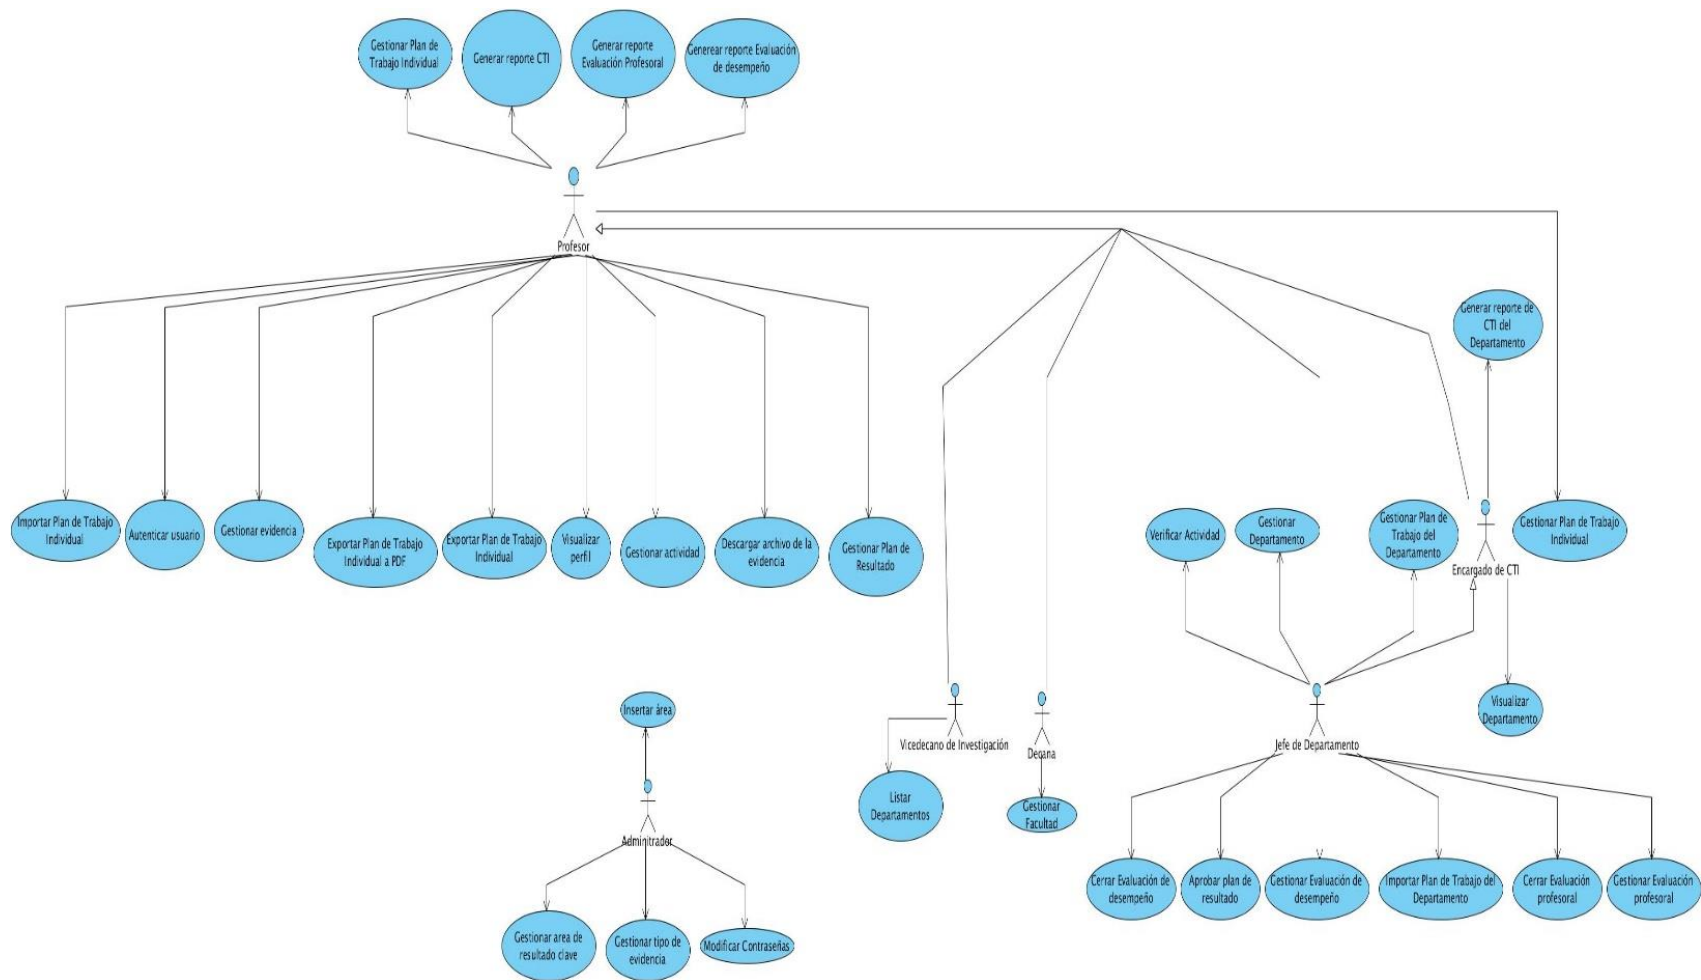 Gestionar Plan de
Trabajo Individual
Generar reporte CTI
Generar reporte
Evaluación Profesoral
Generear reporte Evaluación
de desempeño
Profesor
Generar reporte de
CTI del
Departamento
Importar Plan de Trabajo
Individual
Autenticar usuario
Gestionar evidencia
Exportar Plan de Trabajo
Individual a PDF
Exportar Plan de Trabajo
Individual
Visualizar
perfil
Gestionar actividad
Descargar archivo de la
evidencia
Gestionar Plan de
Resultado
Verificar Actividad
Gestionar
Departamento
Gestionar Plan de
Trabajo del
Departamento
Encargado de CTI
Gestionar Plan de Trabajo
Individual
Insertar área
Adminitrador
Vicedecano de Investigación
Decana
Jefe de Departamento
Visualizar
Departamento
Listar
Departamentos
Gestionar
Facultad
Cerrar Evaluación de
desempeño
Aprobar plan de
resultado
Gestionar Evaluación de
desempeño
Importar Plan de Trabajo del
Departamento
Cerrar Evaluación
profesoral
Gestionar Evaluación
profesoral
Gestionar area de
resultado clave
Gestionar tipo de
evidencia
Modificar Contraseñas